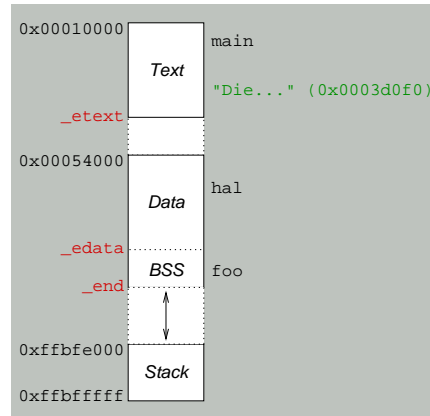 0x00010000
main
Text
"Die..." (0x0003d0f0)
_etext
0x00054000
hal
Data
_edata
BSS
foo
_end
0xffbfe000
Stack
0xffbfffff